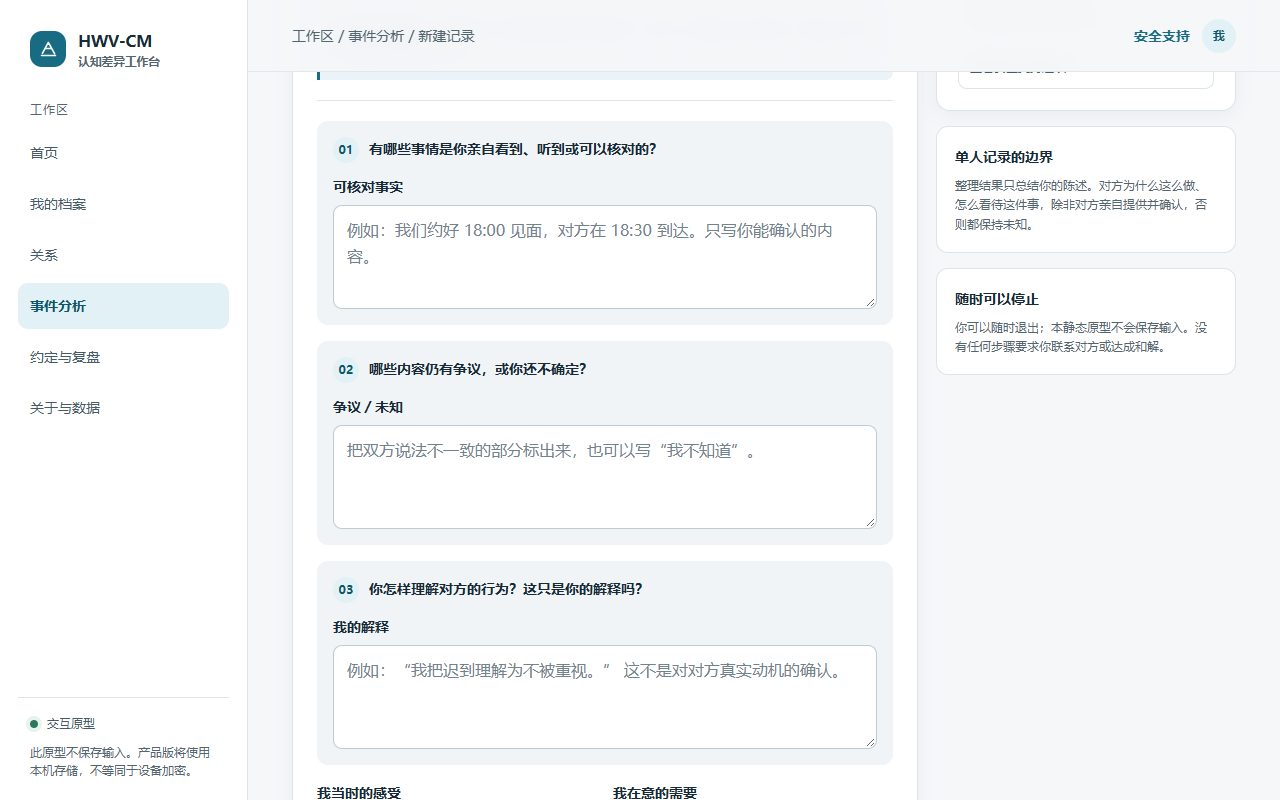 HWV-CM
认知差异工作台
工作区
首页
我的档案
关系
事件分析
约定与复盘
关于与数据
交互原型
此原型不保存输入。产品版将使用
本机存储，不等同于设备加密。
工作区 / 事件分析 / 新建记录
安全支持
我
01 有哪些事情是你亲自看到、听到或可以核对的？
可核对事实
例如：我们约好 18:00 见面，对方在 18:30 到达。只写你能确认的内
容。
02 哪些内容仍有争议，或你还不确定？
争议 / 未知
把双方说法不一致的部分标出来，也可以写“我不知道”。
03 你怎样理解对方的行为？这只是你的解释吗？
我的解释
例如：“我把迟到理解为不被重视。” 这不是对对方真实动机的确认。
我当时的感受
我在意的需要
单人记录的边界
整理结果只总结你的陈述。对方为什么这么做、
怎么看待这件事，除非对方亲自提供并确认，否
则都保持未知。
随时可以停止
你可以随时退出；本静态原型不会保存输入。没
有任何步骤要求你联系对方或达成和解。